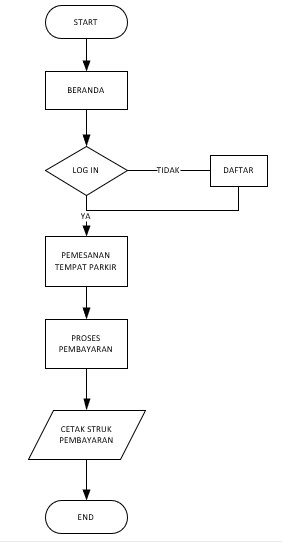 START
BERANDA
LOG IN
TIDAK
DAFTAR
YA
PEMESANAN
TEMPAT PARKIR
PROSES
PEMBAYARAN
CETAK STRUK
PEMBAYARAN
END